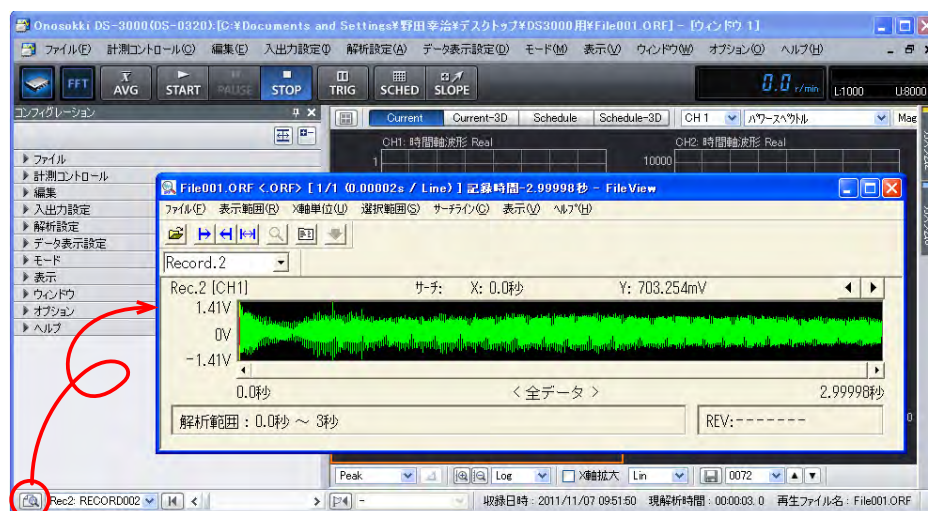 Onosokki DS-3000(DS-0320):[C:¥Documents and Settings¥野田幸治¥デスクトップ¥DS3000用¥File001.ORF] - [ウィンドウ 1]
ファイル(F) 計測コントロール(C) 編集(E) 入出力設定(I) 解析設定(A) データ表示設定(D) モード(M) 表示(V) ウィンドウ(W) オプション(O) ヘルプ(H)
FFT AVG START PAUSE STOP TRIG SCHED SLOPE 0.0 r/min L:1000 U:8000
コンフィグレーション
Current Current-3D Schedule Schedule-3D CH 1 パワースペクトル Mag
CH1: 時間軸波形 Real CH2: 時間軸波形 Real
1 10000
ファイル
計測コントロール
編集
入出力設定
解析設定
データ表示設定
モード
表示
ウィンドウ
オプション
ヘルプ
File001.ORF <.ORF> [ 1/1 (0.00002s / Line) ] 記録時間-2.99998秒 - FileView
ファイル(F) 表示範囲(R) X軸単位(U) 選択範囲(S) サーチライン(C) 表示(V) ヘルプ(H)
Record.2
Rec.2 [CH1] サーチ: X: 0.0秒 Y: 703.254mV
1.41V
0V
-1.41V
0.0秒 < 全データ > 2.99998秒
解析範囲 : 0.0秒 ～ 3秒 REV:-------
0
Peak Log X軸拡大 Lin 0072
Rec2: RECORD002 - 収録日時 : 2011/11/07 09:51:50 現解析時間 : 00:00:03. 0 再生ファイル名 : File001.ORF